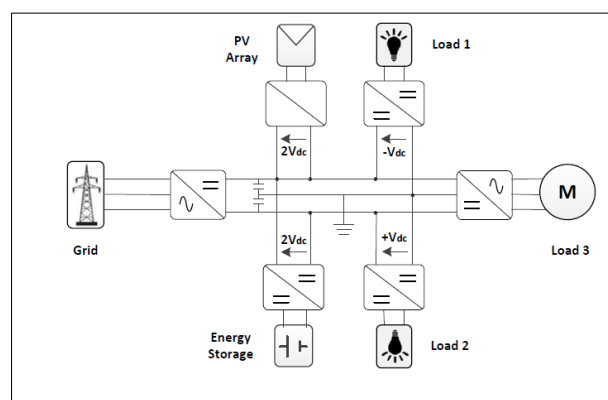 PV
Array
Load 1
2Vdc
-Vdc
Grid
M
Load 3
2Vdc
+Vdc
Energy
Storage
Load 2